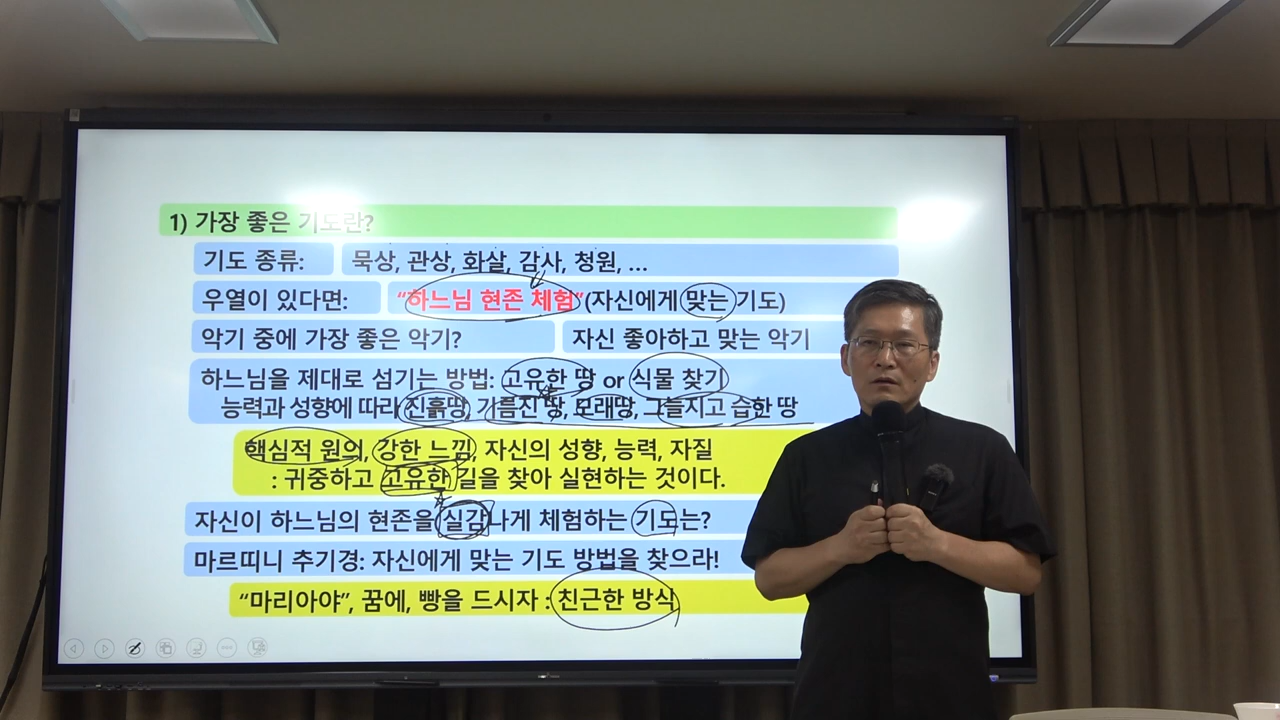 1) 가장 좋은 기도란?
기도 종류: 묵상, 관상, 화살, 감사, 청원, ...
우열이 있다면: “하느님 현존 체험”(자신에게 맞는 기도)
악기 중에 가장 좋은 악기? 자신 좋아하고 맞는 악기
하느님을 제대로 섬기는 방법: 고유한 땅 or 식물 찾기
능력과 성향에 따라 진흙땅, 기름진 땅, 모래땅, 그늘지고 습한 땅
핵심적 원의, 강한 느낌, 자신의 성향, 능력, 자질
: 귀중하고 고유한 길을 찾아 실현하는 것이다.
자신이 하느님의 현존을 실감나게 체험하는 기도는?
마르띠니 추기경: 자신에게 맞는 기도 방법을 찾으라!
“마리아야”, 꿈에, 빵을 드시자 : 친근한 방식